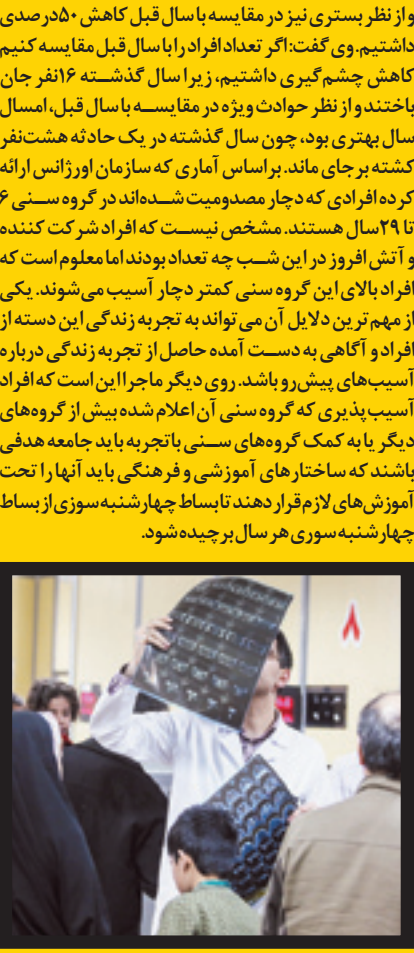 و از نظر بستری نیز در مقایسه با سال قبل کاهش ۵۰درصدی
داشتیم. وی گفت: اگر تعداد افراد را با سال قبل مقایسه کنیم
کاهش چشم‌گیری داشتیم، زیرا سال گذشته ۱۶نفر جان
باختند و از نظر حوادث ویژه در مقایسه با سال قبل، امسال
سال بهتری بود، چون سال گذشته در یک حادثه هشت‌نفر
کشته برجای ماند. براساس آماری که سازمان اورژانس ارائه
کرده افرادی که دچار مصدومیت شده‌اند در گروه سنی ۶
تا ۲۹سال هستند. مشخص نیست که افراد شرکت کننده
و آتش افروز در این شب چه تعداد بودند اما معلوم است که
افراد بالای این گروه سنی کمتر دچار آسیب می‌شوند. یکی
از مهم‌ترین دلایل آن می‌تواند به تجربه زندگی این دسته از
افراد و آگاهی به دست آمده حاصل از تجربه زندگی درباره
آسیب‌های پیش‌رو باشد. روی دیگر ماجرا این است که افراد
آسیب‌پذیری که گروه سنی آن اعلام شده بیش از گروه‌های
دیگر یا به کمک گروه‌های سنی باتجربه باید جامعه هدفی
باشند که ساختارهای آموزشی و فرهنگی باید آنها را تحت
آموزش‌های لازم قرار دهند تا بساط چهارشنبه‌سوزی از بساط
چهارشنبه‌سوری هر سال برچیده شود.
۸